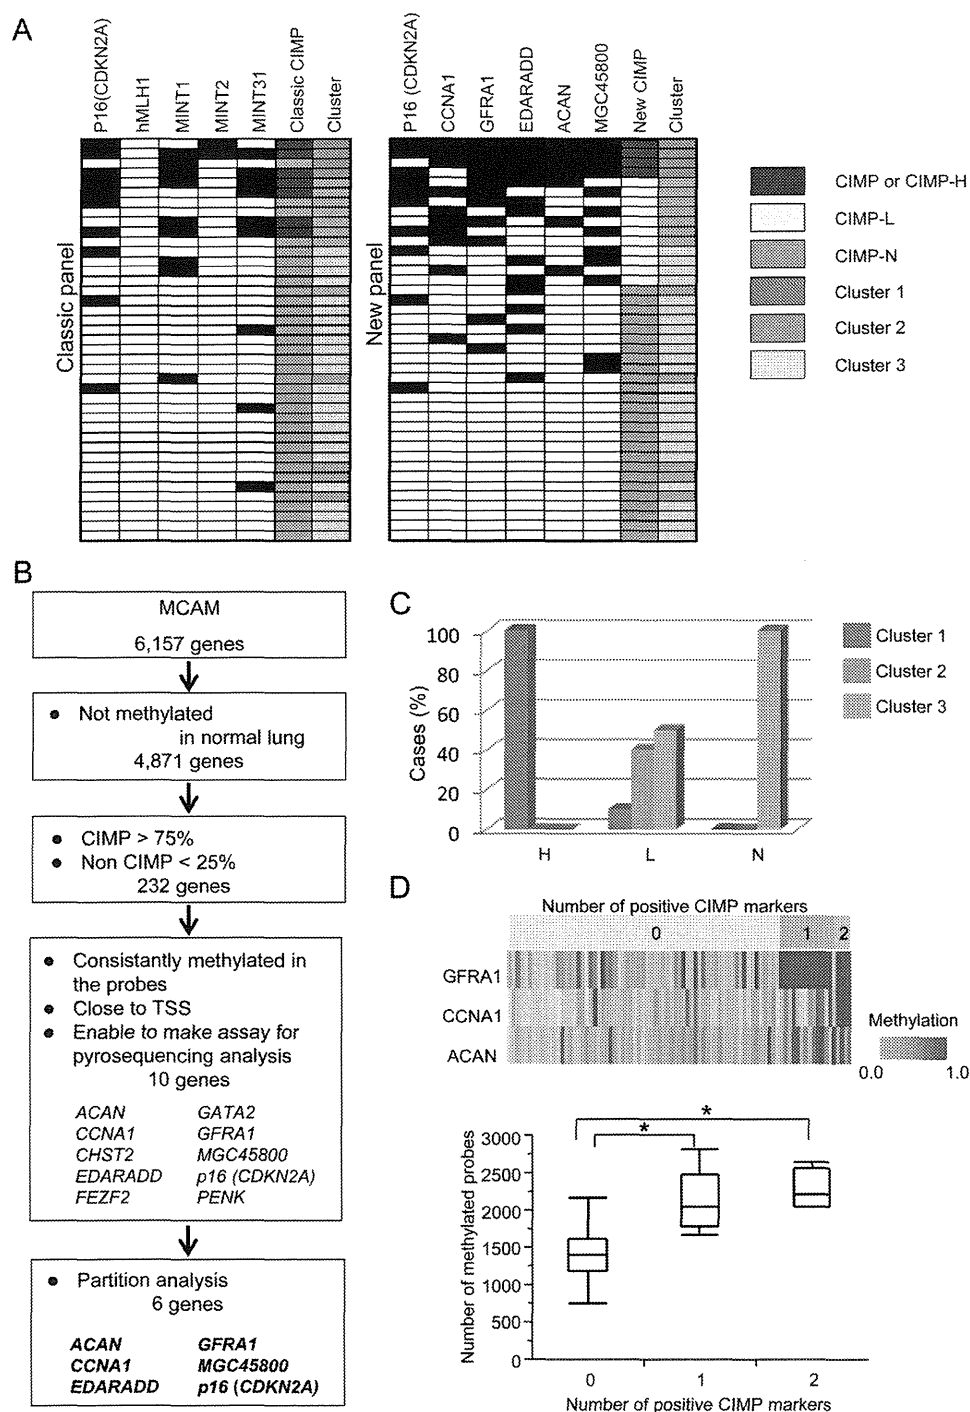 A
P16(CDKN2A)
hMLH1
MINT1
MINT2
MINT31
Classic CIMP
Cluster
Classic panel
P16 (CDKN2A)
CCNA1
GFRA1
EDARADD
ACAN
MGC45800
New CIMP
Cluster
New panel
CIMP or CIMP-H
CIMP-L
CIMP-N
Cluster 1
Cluster 2
Cluster 3
B
MCAM
6,157 genes
● Not methylated
in normal lung
4,871 genes
● CIMP > 75%
● Non CIMP < 25%
232 genes
● Consistantly methylated in
the probes
● Close to TSS
● Enable to make assay for
pyrosequencing analysis
10 genes
ACAN GATA2
CCNA1 GFRA1
CHST2 MGC45800
EDARADD p16 (CDKN2A)
FEZF2 PENK
● Partition analysis
6 genes
ACAN GFRA1
CCNA1 MGC45800
EDARADD p16 (CDKN2A)
C
Cases (%)
100
80
60
40
20
0
H L N
Cluster 1
Cluster 2
Cluster 3
D
Number of positive CIMP markers
0 1 2
GFRA1
CCNA1
ACAN
Methylation
0.0 1.0
* 
*
Number of methylated probes
3000
2500
2000
1500
1000
500
0
0 1 2
Number of positive CIMP markers